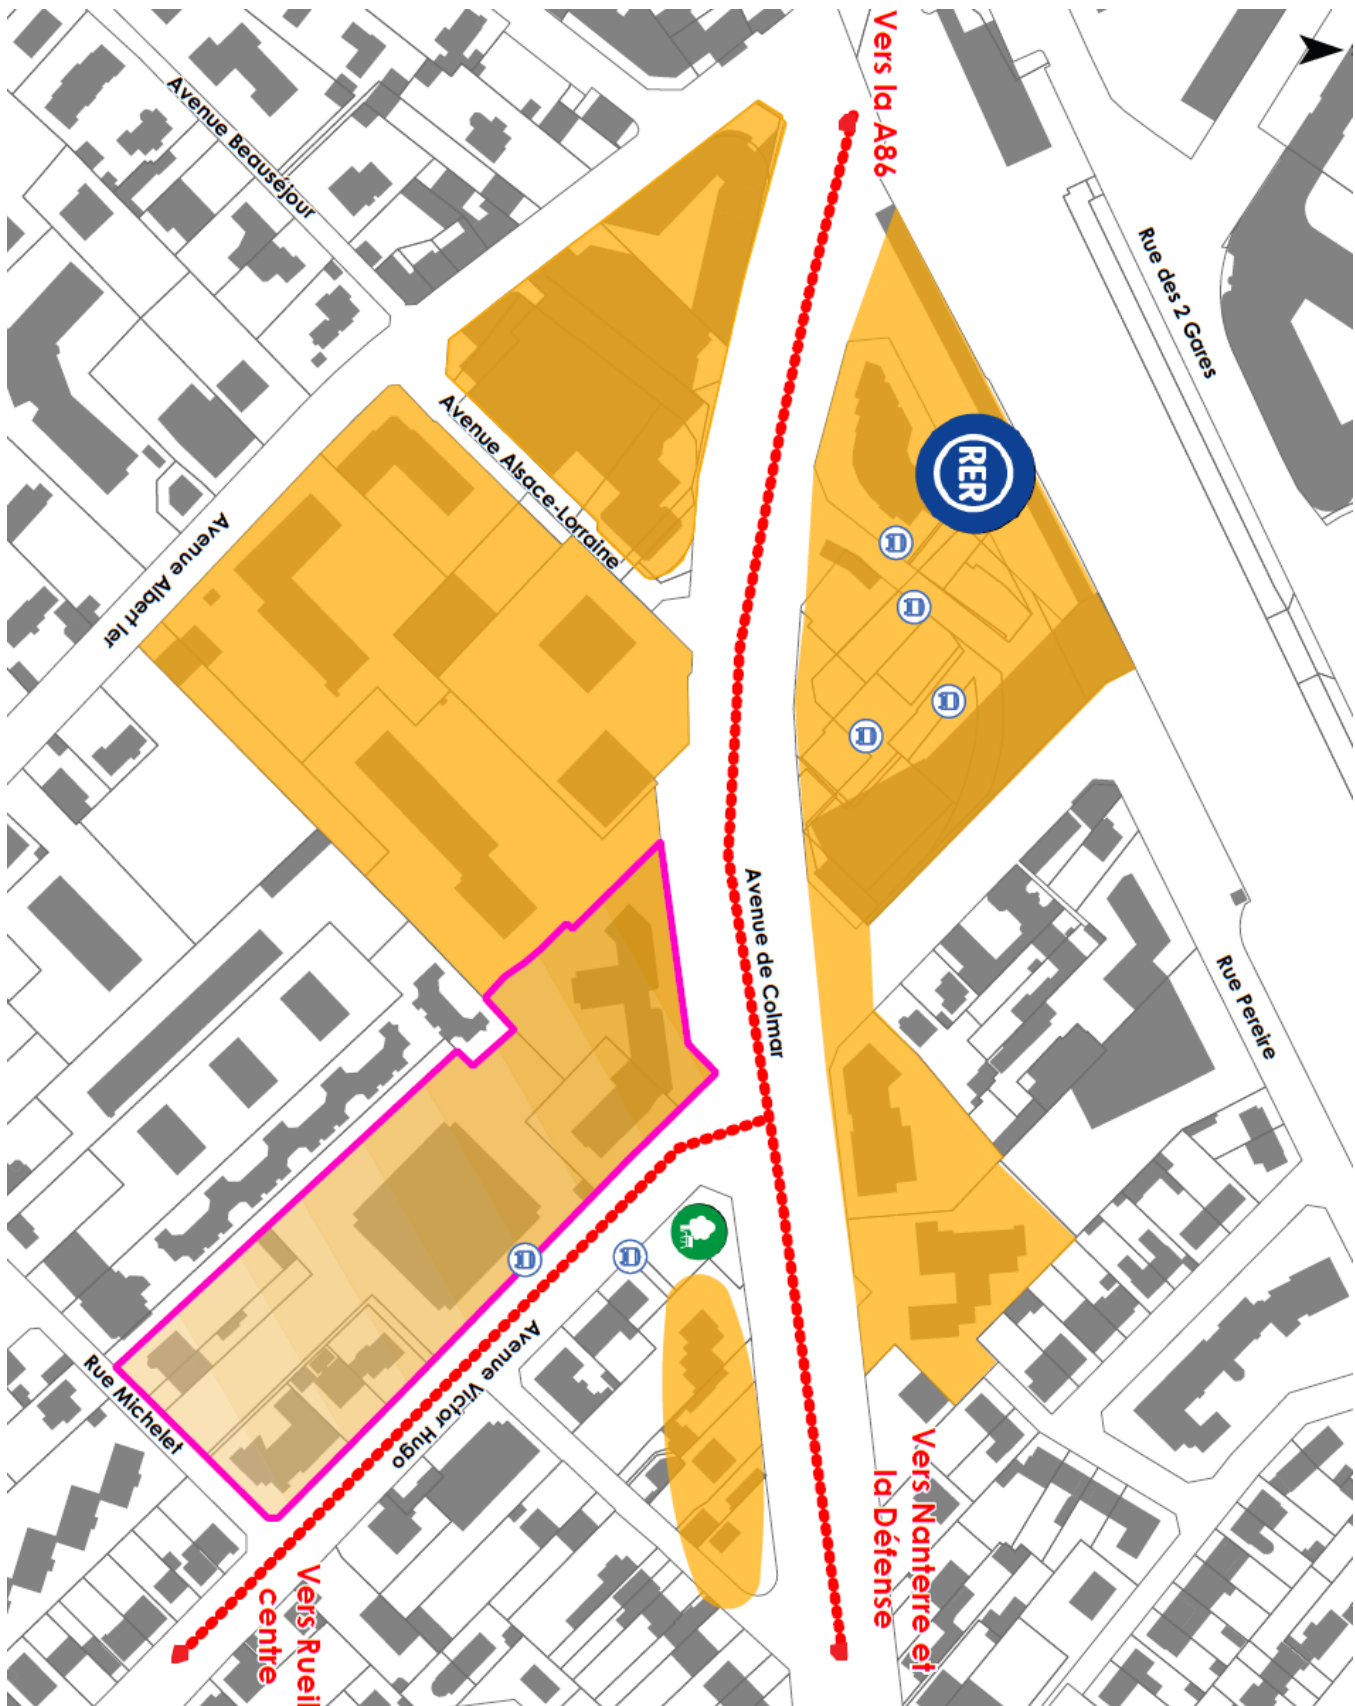 Vers la A86
Avenue Beauséjour
Rue des 2 Gares
RER
Avenue Alsace-Lorraine
Avenue Albert Ier
Avenue de Colmar
Rue Pereire
Avenue Victor Hugo
Rue Michelet
Vers Nanterre et
la Défense
Vers Rueil
centre